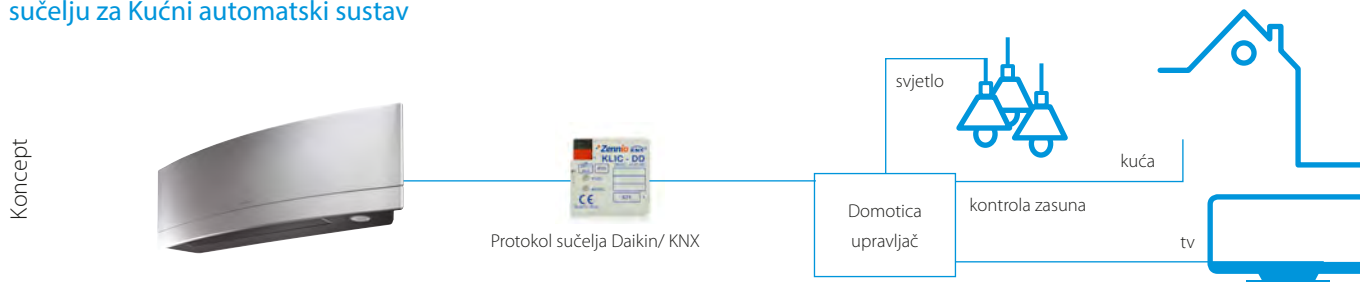 sučelju za Kućni automatski sustav
Koncept
Zennio
KLIC - DD
CE
Protokol sučelja Daikin/ KNX
Domotica
upravljač
svjetlo
kuća
kontrola zasuna
tv